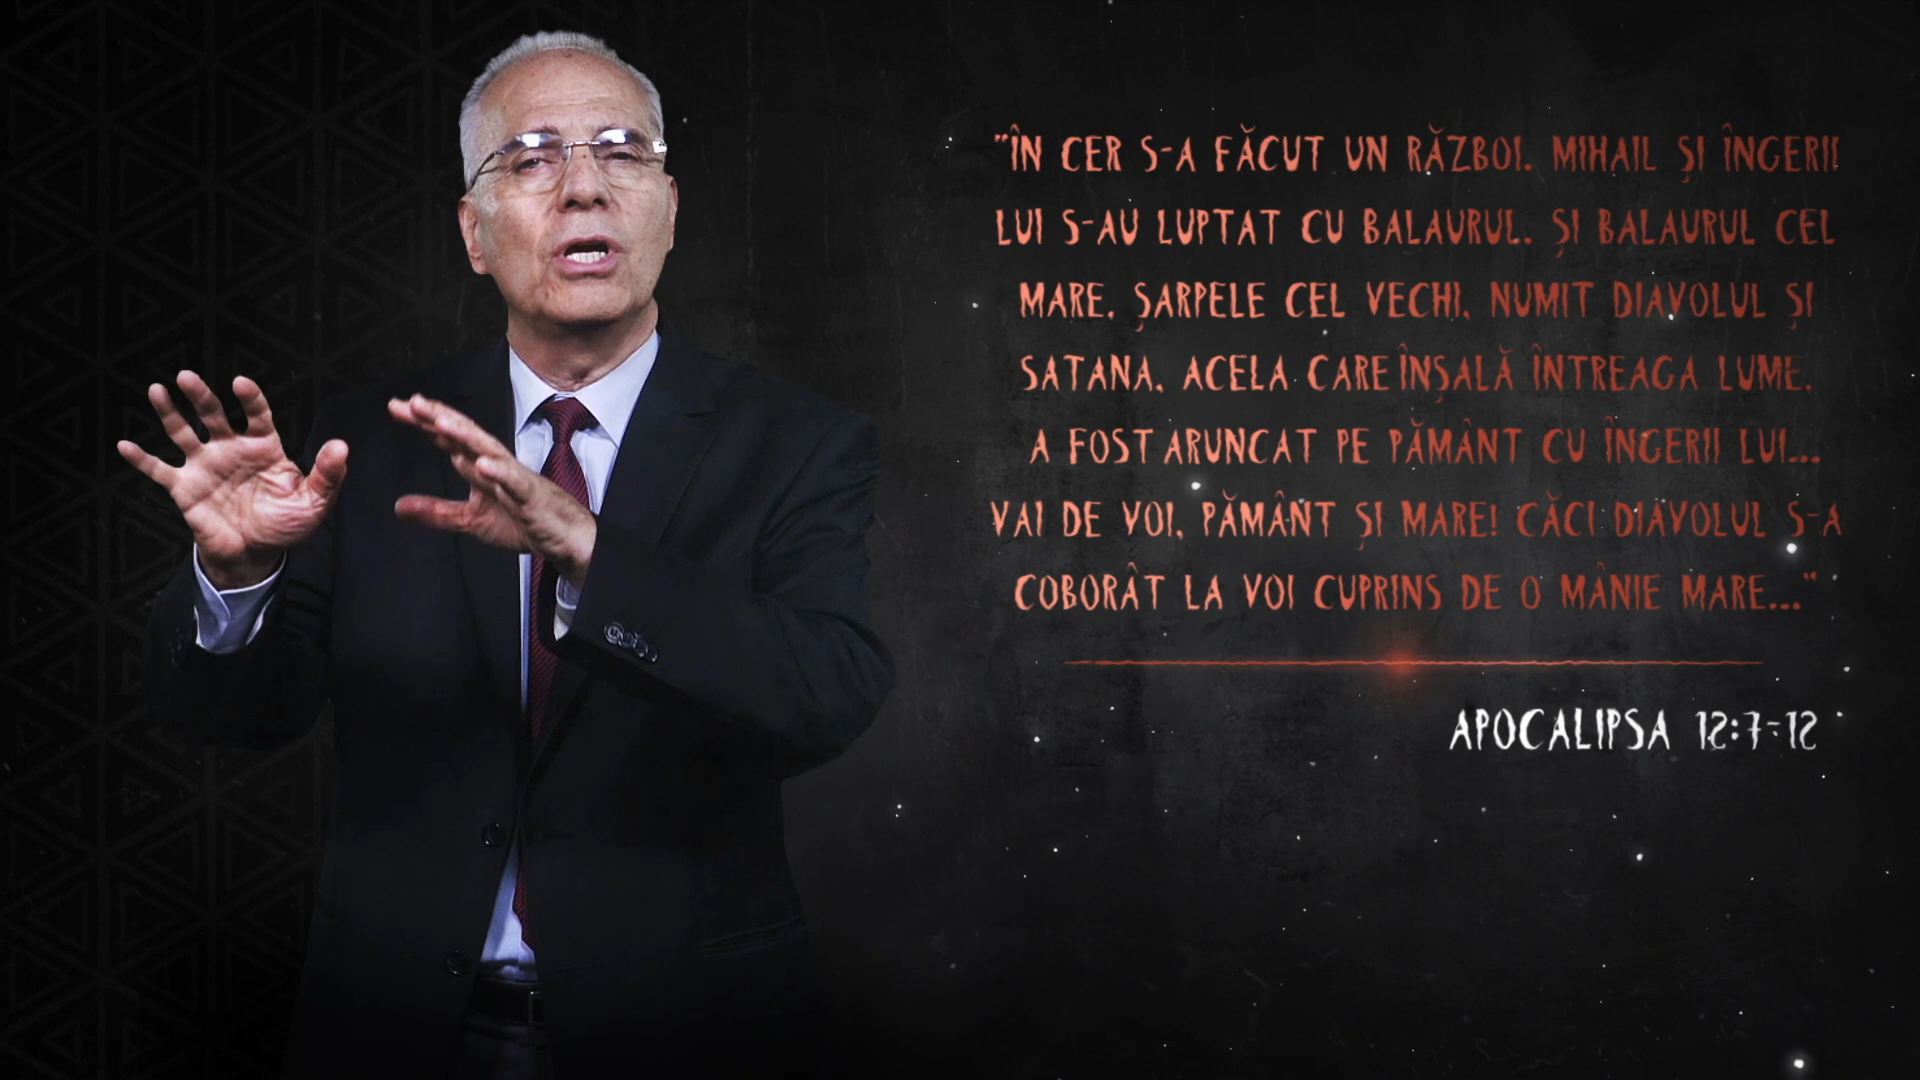 "ÎN CER S-A FĂCUT UN RĂZBOI. MIHAIL ȘI ÎNGERII
LUI S-AU LUPTAT CU BALAURUL. ȘI BALAURUL CEL
MARE, ȘARPELE CEL VECHI, NUMIT DIAVOLUL ȘI
SATANA, ACELA CARE ÎNȘALĂ ÎNTREAGA LUME,
A FOST ARUNCAT PE PĂMÂNT CU ÎNGERII LUI...
VAI DE VOI, PĂMÂNT ȘI MARE! CĂCI DIAVOLUL S-A
COBORÂT LA VOI CUPRINS DE O MÂNIE MARE..."
APOCALIPSA 12:7-12